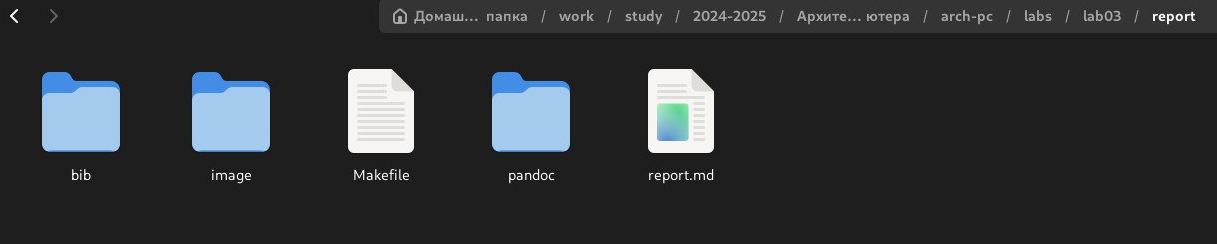 Домаш... папка / work / study / 2024-2025 / Архите... ютера / arch-pc / labs / lab03 / report
bib image Makefile pandoc report.md